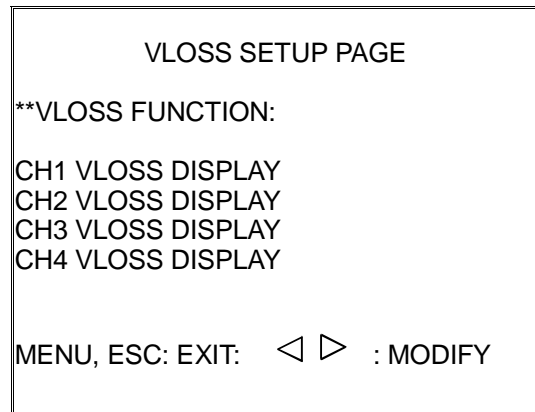 VLOSS SETUP PAGE
**VLOSS FUNCTION:
CH1 VLOSS DISPLAY
CH2 VLOSS DISPLAY
CH3 VLOSS DISPLAY
CH4 VLOSS DISPLAY
MENU, ESC: EXIT: ◁ ▷ : MODIFY